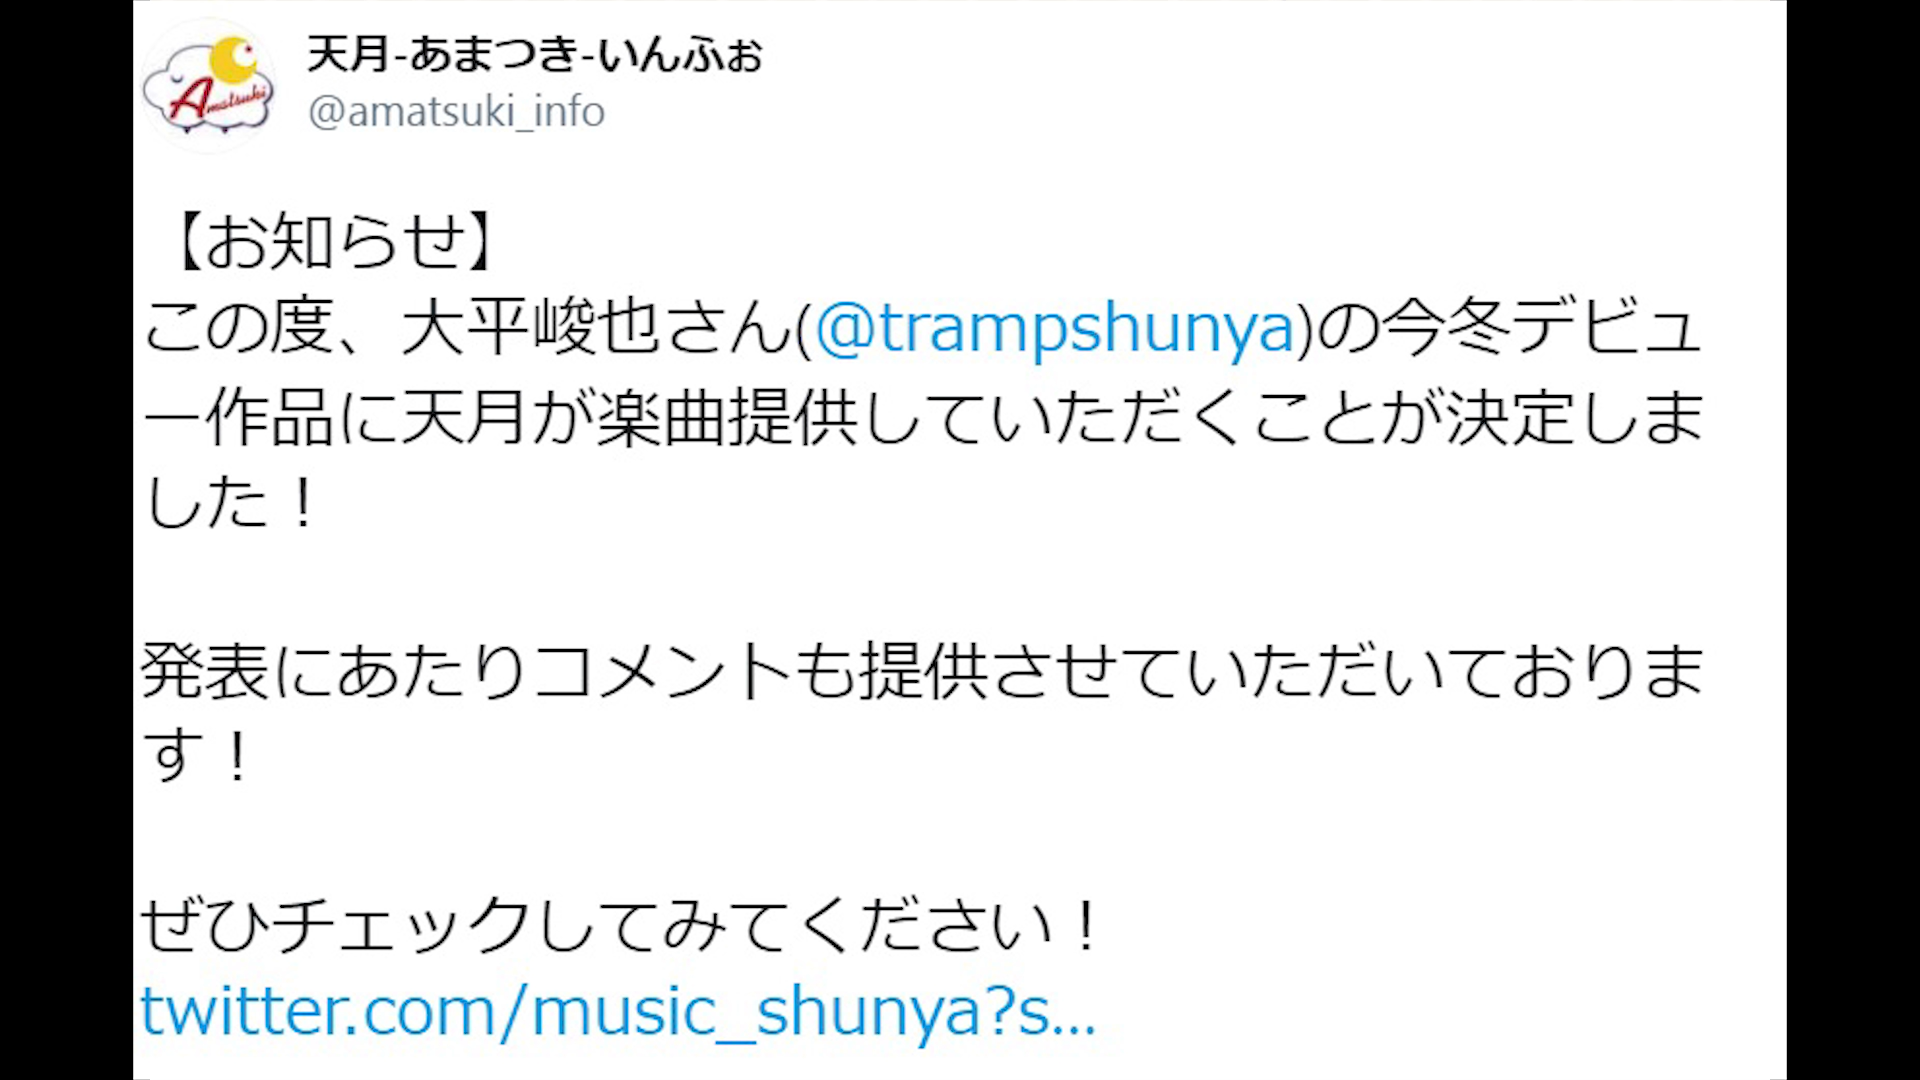 Amatsuki
天月-あまつき-いんふぉ
@amatsuki_info
【お知らせ】
この度、大平峻也さん(@trampshunya)の今冬デビュ
ー作品に天月が楽曲提供していただくことが決定しま
した！
発表にあたりコメントも提供させていただいておりま
す！
ぜひチェックしてみてください！
twitter.com/music_shunya?s...